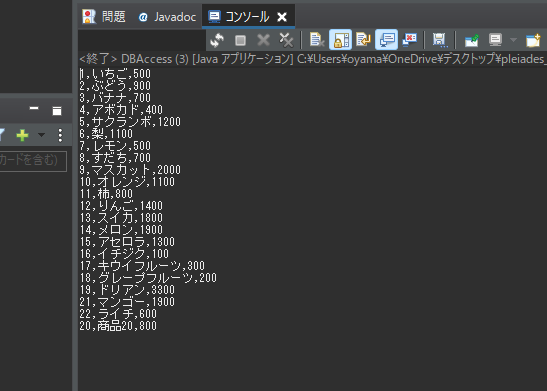 問題 @ Javadoc コンソール ×
<終了> DBAccess (3) [Java アプリケーション] C:¥Users¥oyama¥OneDrive¥デスクトップ¥pleiades_
カードを含む)
1,いちご,500
2,ぶどう,900
3,バナナ,700
4,アボカド,400
5,サクランボ,1200
6,梨,1100
7,レモン,500
8,すだち,700
9,マスカット,2000
10,オレンジ,1100
11,柿,800
12,りんご,1400
13,スイカ,1800
14,メロン,1900
15,アセロラ,1300
16,イチジク,100
17,キウイフルーツ,300
18,グレープフルーツ,200
19,ドリアン,3300
21,マンゴー,1900
22,ライチ,600
20,商品20,800